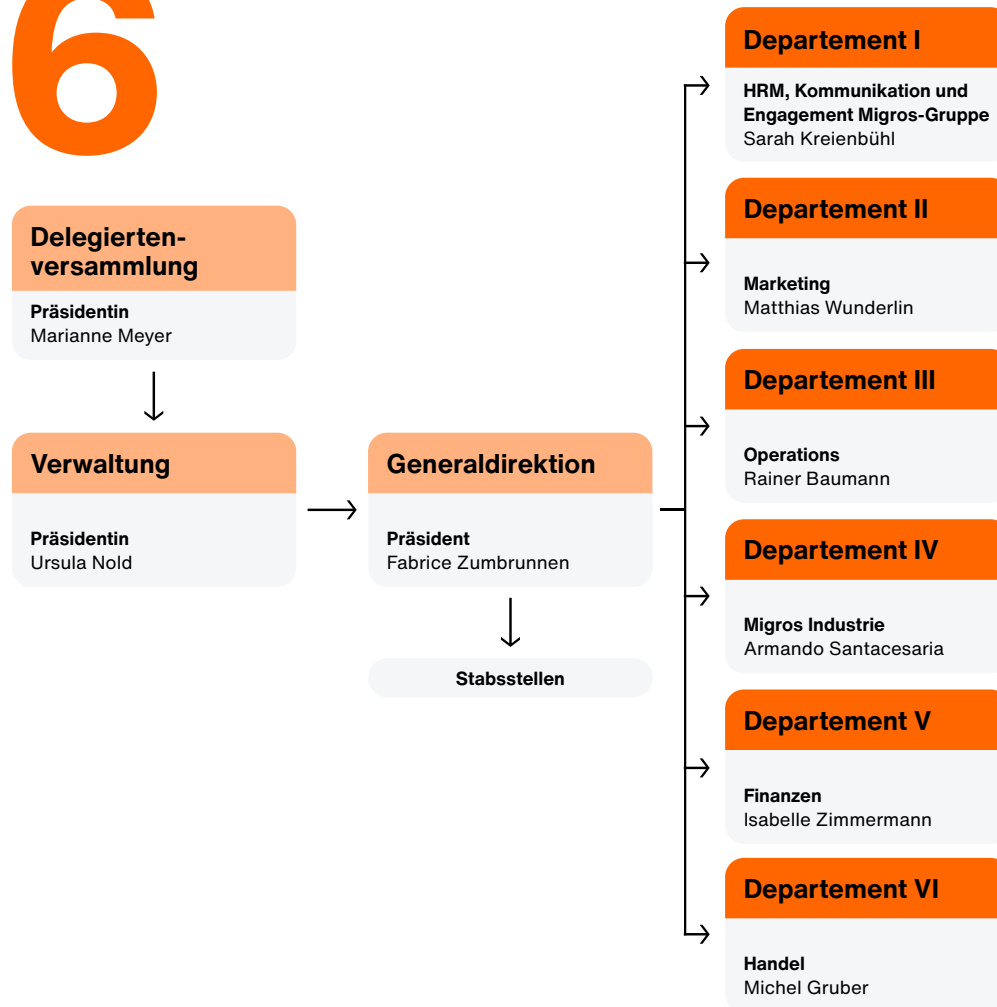 6
Delegierten-
versammlung
Präsidentin
Marianne Meyer
Verwaltung
Präsidentin
Ursula Nold
Generaldirektion
Präsident
Fabrice Zumbrunnen
Stabsstellen
Departement I
HRM, Kommunikation und
Engagement Migros-Gruppe
Sarah Kreienbühl
Departement II
Marketing
Matthias Wunderlin
Departement III
Operations
Rainer Baumann
Departement IV
Migros Industrie
Armando Santacesaria
Departement V
Finanzen
Isabelle Zimmermann
Departement VI
Handel
Michel Gruber